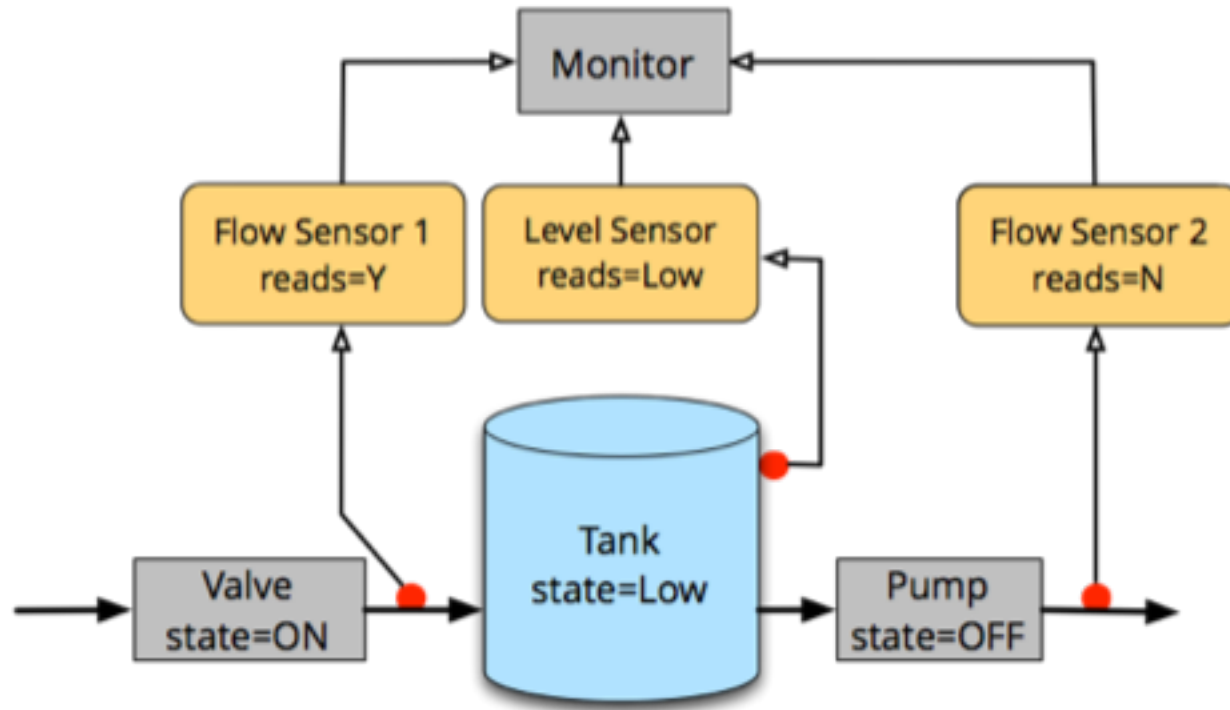 Monitor
Flow Sensor 1
reads=Y
Level Sensor
reads=Low
Flow Sensor 2
reads=N
Tank
state=Low
Valve
state=ON
Pump
state=OFF